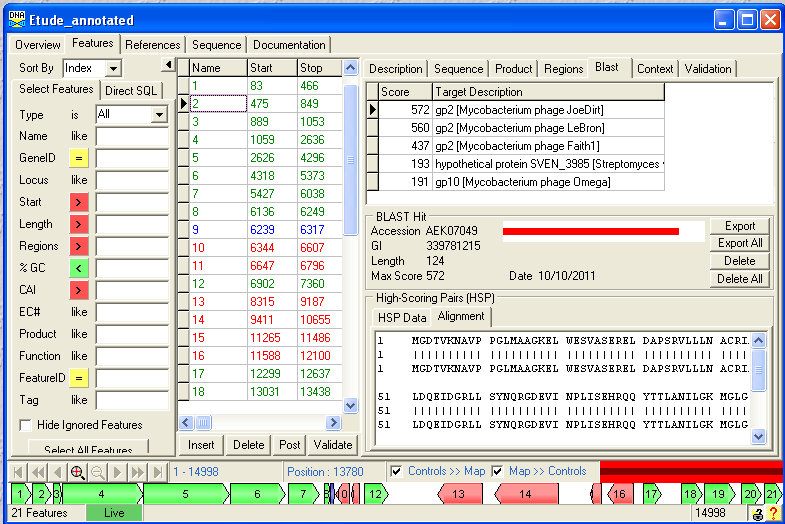 DNA Etude_annotated
Overview Features References Sequence Documentation
Sort By Index
Select Features Direct SQL
Type is All
Name like
GeneID =
Locus like
Start >
Length >
Regions >
% GC <
CAI >
EC# like
Product like
Function like
FeatureID =
Tag like
Hide Ignored Features
Select All Features
Name Start Stop
1 83 466
2 475 849
3 889 1053
4 1059 2636
5 2626 4296
6 4318 5373
7 5427 6038
8 6136 6249
9 6239 6317
10 6344 6607
11 6647 6796
12 6902 7360
13 8315 9187
14 9411 10655
15 11265 11486
16 11588 12100
17 12299 12637
18 13031 13438
Insert Delete Post Validate
Description Sequence Product Regions Blast Context Validation
Score Target Description
572 gp2 [Mycobacterium phage JoeDirt]
560 gp2 [Mycobacterium phage LeBron]
437 gp2 [Mycobacterium phage Faith1]
193 hypothetical protein SVEN_3985 [Streptomyces
191 gp10 [Mycobacterium phage Omega]
BLAST Hit
Accession AEK07049
GI 339781215
Length 124
Max Score 572 Date 10/10/2011
Export
Export All
Delete
Delete All
High-Scoring Pairs (HSP)
HSP Data Alignment
1 MGDTVKNAVP PGLMAAGKEL WESVASEREL DAPSRVLLLN ACRI
1 |||||||||| |||||||||| |||||||||| |||||||||| ||||
1 MGDTVKNAVP PGLMAAGKEL WESVASEREL DAPSRVLLLN ACRI
51 LDQEIDGRLL SYNQRGDEVI NPLISEHRQQ YTTLANILGK MGLG
51 |||||||||| |||||||||| |||||||||| |||||||||| ||||
51 LDQEIDGRLL SYNQRGDEVI NPLISEHRQQ YTTLANILGK MGLG
1 - 14998 Position : 13780 Controls >> Map Map >> Controls
1 2 3 4 5 6 7 12 13 14 16 17 18 19 20 21
21 Features Live 14998 ?